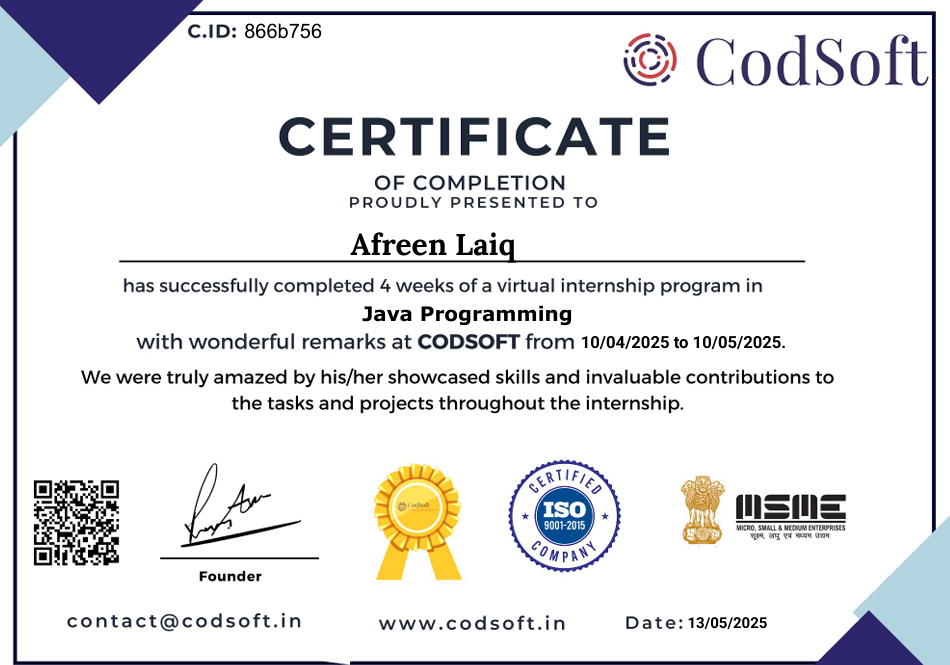 C.ID: 866b756
CodSoft
CERTIFICATE
OF COMPLETION
PROUDLY PRESENTED TO
Afreen Laiq
has successfully completed 4 weeks of a virtual internship program in
Java Programming
with wonderful remarks at CODSOFT from 10/04/2025 to 10/05/2025.
We were truly amazed by his/her showcased skills and invaluable contributions to
the tasks and projects throughout the internship.
Founder
CodSoft
CERTIFIED
ISO
9001-2015
COMPANY
MSME
MICRO, SMALL & MEDIUM ENTERPRISES
सूक्ष्म, लघु एवं मध्यम उद्यम
contact@codsoft.in
www.codsoft.in
Date: 13/05/2025